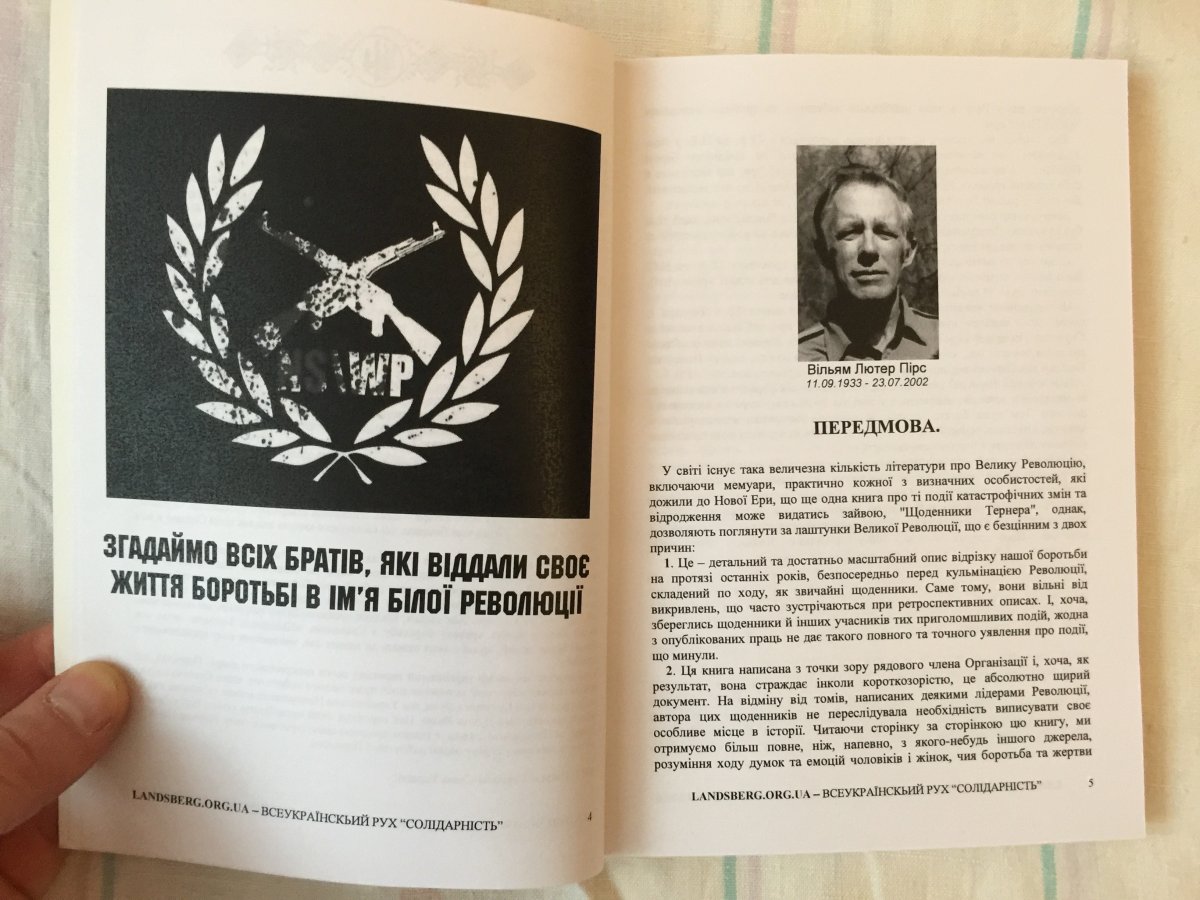 NS\WP
ЗГАДАЙМО ВСІХ БРАТІВ, ЯКІ ВІДДАЛИ СВОЄ
ЖИТТЯ БОРОТЬБІ В ІМ'Я БІЛОЇ РЕВОЛЮЦІЇ
LANDSBERG.ORG.UA – ВСЕУКРАЇНСКЬИЙ РУХ “СОЛІДАРНІСТЬ”
4
Вільям Лютер Пірс
11.09.1933 - 23.07.2002
ПЕРЕДМОВА.
У світі існує така величезна кількість літератури про Велику Революцію,
включаючи мемуари, практично кожної з визначних особистостей, які
дожили до Нової Ери, що ще одна книга про ті події катастрофічних змін та
відродження може видатись зайвою, "Щоденники Тернера", однак,
дозволяють поглянути за лаштунки Великої Революції, що є безцінним з двох
причин:
1. Це – детальний та достатньо масштабний опис відрізку нашої боротьби
на протязі останніх років, безпосередньо перед кульмінацією Революції,
складений по ходу, як звичайні щоденники. Саме тому, вони вільні від
викривлень, що часто зустрічаються при ретроспективних описах. І, хоча,
збереглись щоденники й інших учасників тих приголомшливих подій, жодна
з опублікованих праць не дає такого повного та точного уявлення про події,
що минули.
2. Ця книга написана з точки зору рядового члена Організації і, хоча, як
результат, вона страждає інколи короткозорістю, це абсолютно щирий
документ. На відміну від томів, написаних деякими лідерами Революції,
автора цих щоденників не переслідувала необхідність виписувати своє
особливе місце в історії. Читаючи сторінку за сторінкою цю книгу, ми
отримуємо більш повне, ніж, напевно, з якого-небудь іншого джерела,
розуміння ходу думок та емоцій чоловіків і жінок, чия боротьба та жертви
LANDSBERG.ORG.UA – ВСЕУКРАЇНСКЬИЙ РУХ “СОЛІДАРНІСТЬ”
5